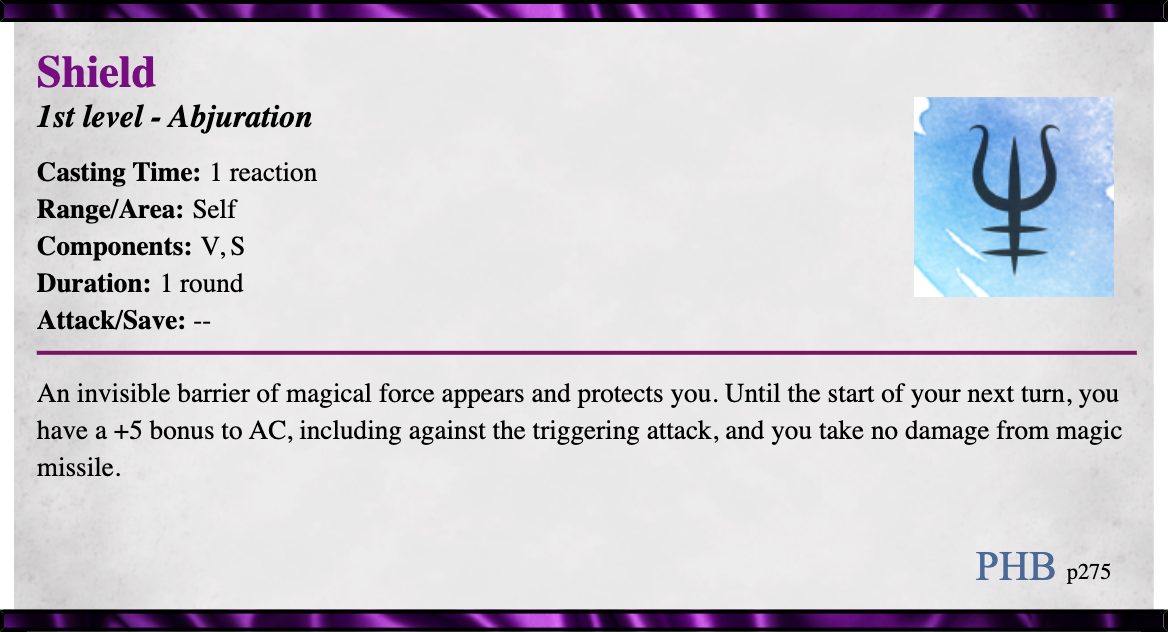 Shield
1st level - Abjuration
Casting Time: 1 reaction
Range/Area: Self
Components: V, S
Duration: 1 round
Attack/Save: --
An invisible barrier of magical force appears and protects you. Until the start of your next turn, you
have a +5 bonus to AC, including against the triggering attack, and you take no damage from magic
missile.
PHB p275